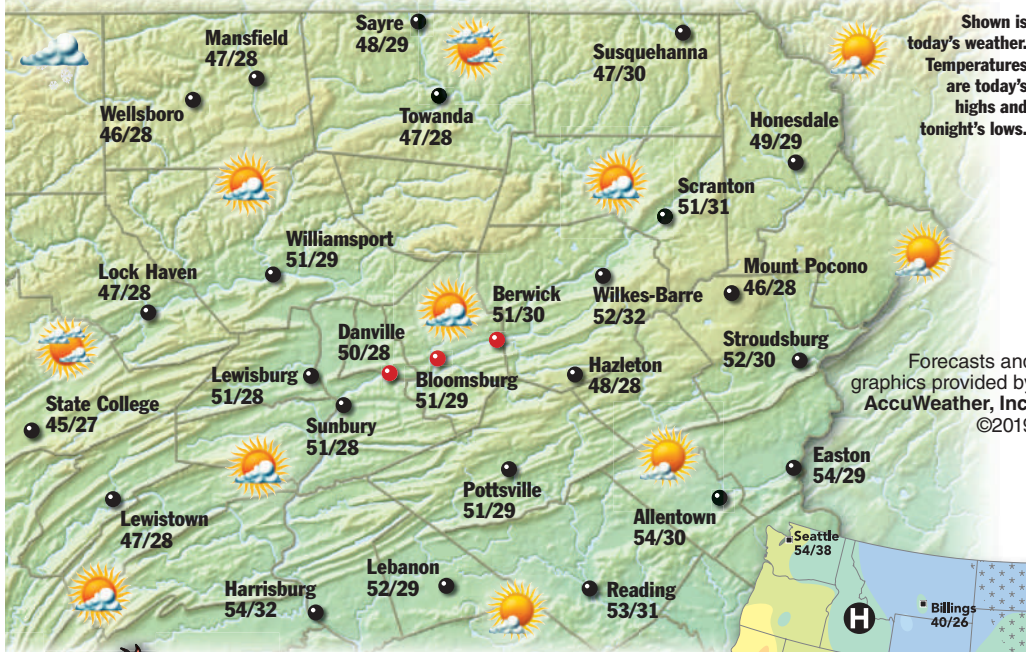 Sayre
48/29
Mansfield
47/28
Susquehanna
47/30
Shown is
today's weather.
Temperatures
are today's
highs and
tonight's lows.
Wellsboro
46/28
Towanda
47/28
Honesdale
49/29
Scranton
51/31
Williamsport
51/29
Lock Haven
47/28
Mount Pocono
46/28
Berwick
51/30
Wilkes-Barre
52/32
Danville
50/28
Stroudsburg
52/30
Lewisburg
51/28
Bloomsburg
51/29
Hazleton
48/28
Forecasts and
graphics provided by
AccuWeather, Inc
©2019
State College
45/27
Sunbury
51/28
Easton
54/29
Pottsville
51/29
Lewistown
47/28
Allentown
54/30
Seattle
54/38
Lebanon
52/29
Harrisburg
54/32
Reading
53/31
H
Billings
40/26